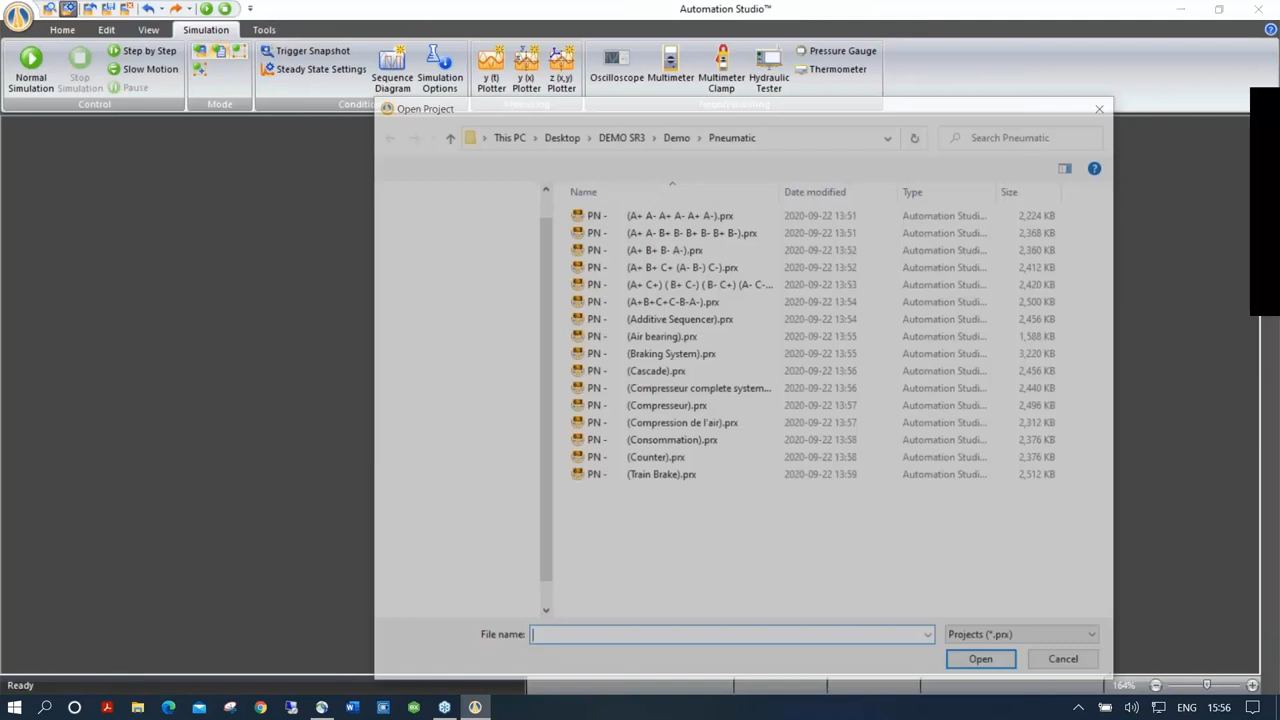 Automation Studio™
Home Edit View Simulation Tools
Normal Simulation
Stop Simulation
Step by Step
Slow Motion
Pause
Control
Mode
Trigger Snapshot
Steady State Settings
Sequence Diagram
Simulation Options
y (t) Plotter
y (x) Plotter
z (x,y) Plotter
Oscilloscope
Multimeter
Multimeter Clamp
Hydraulic Tester
Pressure Gauge
Thermometer
Open Project
This PC > Desktop > DEMO SR3 > Demo > Pneumatic
Search Pneumatic
Name Date modified Type Size
PN - (A+ A- A+ A- A+ A-).prx 2020-09-22 13:51 Automation Studi... 2,224 KB
PN - (A+ A- B+ B- B+ B- B+ B-).prx 2020-09-22 13:51 Automation Studi... 2,368 KB
PN - (A+ B+ B- A-).prx 2020-09-22 13:52 Automation Studi... 2,360 KB
PN - (A+ B+ C+ (A- B-) C-).prx 2020-09-22 13:52 Automation Studi... 2,412 KB
PN - (A+ C+) ( B+ C-) ( B- C+) (A- C-... 2020-09-22 13:53 Automation Studi... 2,420 KB
PN - (A+B+C+C-B-A-).prx 2020-09-22 13:54 Automation Studi... 2,500 KB
PN - (Additive Sequencer).prx 2020-09-22 13:54 Automation Studi... 2,456 KB
PN - (Air bearing).prx 2020-09-22 13:55 Automation Studi... 1,588 KB
PN - (Braking System).prx 2020-09-22 13:55 Automation Studi... 3,220 KB
PN - (Cascade).prx 2020-09-22 13:56 Automation Studi... 2,456 KB
PN - (Compresseur complete system... 2020-09-22 13:56 Automation Studi... 2,440 KB
PN - (Compresseur).prx 2020-09-22 13:57 Automation Studi... 2,496 KB
PN - (Compression de l'air).prx 2020-09-22 13:57 Automation Studi... 2,312 KB
PN - (Consommation).prx 2020-09-22 13:58 Automation Studi... 2,376 KB
PN - (Counter).prx 2020-09-22 13:58 Automation Studi... 2,376 KB
PN - (Train Brake).prx 2020-09-22 13:59 Automation Studi... 2,512 KB
File name:
Projects (*.prx)
Open Cancel
Ready
164%
ENG 15:56